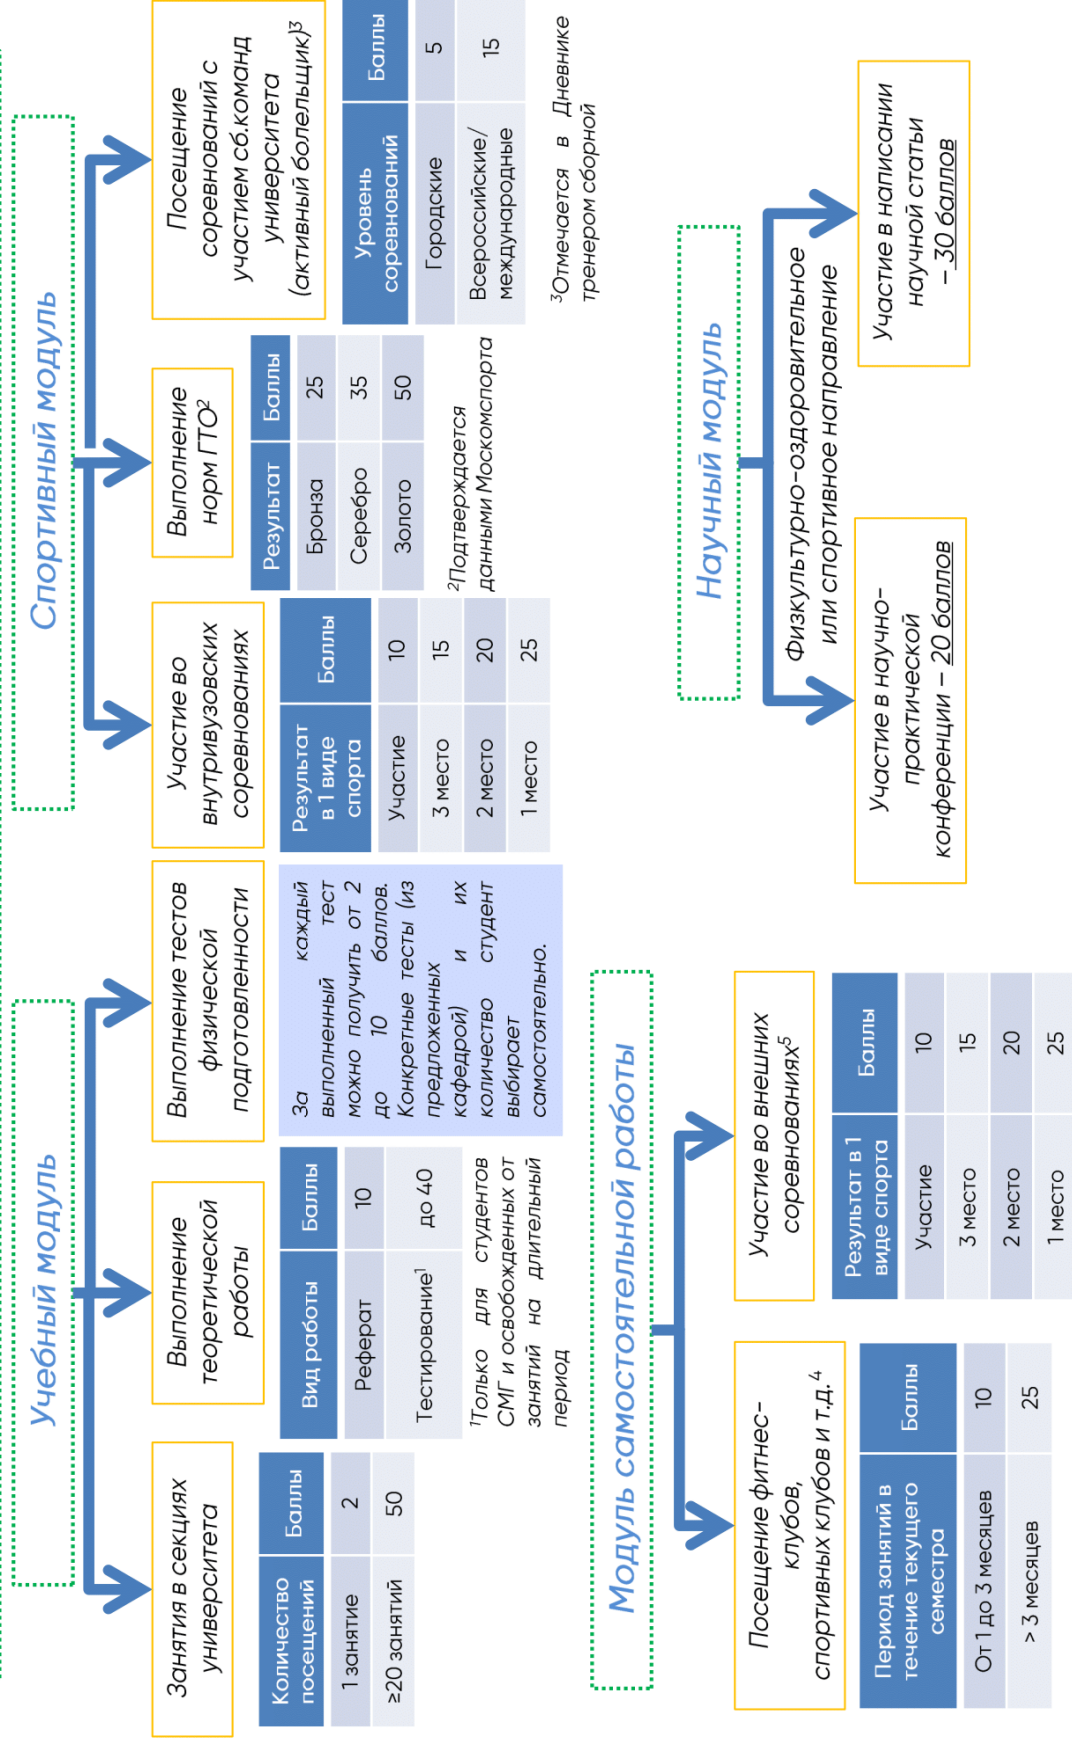 Учебный модуль
Занятия в секциях
университета
Количество
посещений
Баллы
1 занятие
2
≥20 занятий
50
Выполнение
теоретической
работы
Вид работы
Баллы
Реферат
10
Тестирование¹
до 40
¹Только для студентов
СМГ и освобожденных от
занятий на длительный
период
Выполнение тестов
физической
подготовленности
За каждый
выполненный тест
можно получить от 2
до 10 баллов.
Конкретные тесты (из
предложенных
кафедрой) и их
количество студент
выбирает
самостоятельно.
Спортивный модуль
Участие во
внутривузовских
соревнованиях
Результат
в 1 виде
спорта
Баллы
Участие
10
3 место
15
2 место
20
1 место
25
Выполнение
норм ГТО²
Результат
Баллы
Бронза
25
Серебро
35
Золото
50
²Подтверждается
данными Москомспорта
Посещение
соревнований с
участием сб.команд
университета
(активный болельщик)³
Уровень
соревнований
Баллы
Городские
5
Всероссийские/
международные
15
³Отмечается в Дневнике
тренером сборной
Модуль самостоятельной работы
Посещение фитнес-
клубов,
спортивных клубов и т.д.⁴
Период занятий в
течение текущего
семестра
Баллы
От 1 до 3 месяцев
10
> 3 месяцев
25
Участие во внешних
соревнованиях⁵
Результат в 1
виде спорта
Баллы
Участие
10
3 место
15
2 место
20
1 место
25
Научный модуль
Физкультурно-оздоровительное
или спортивное направление
Участие в научно-
практической
конференции – 20 баллов
Участие в написании
научной статьи
– 30 баллов